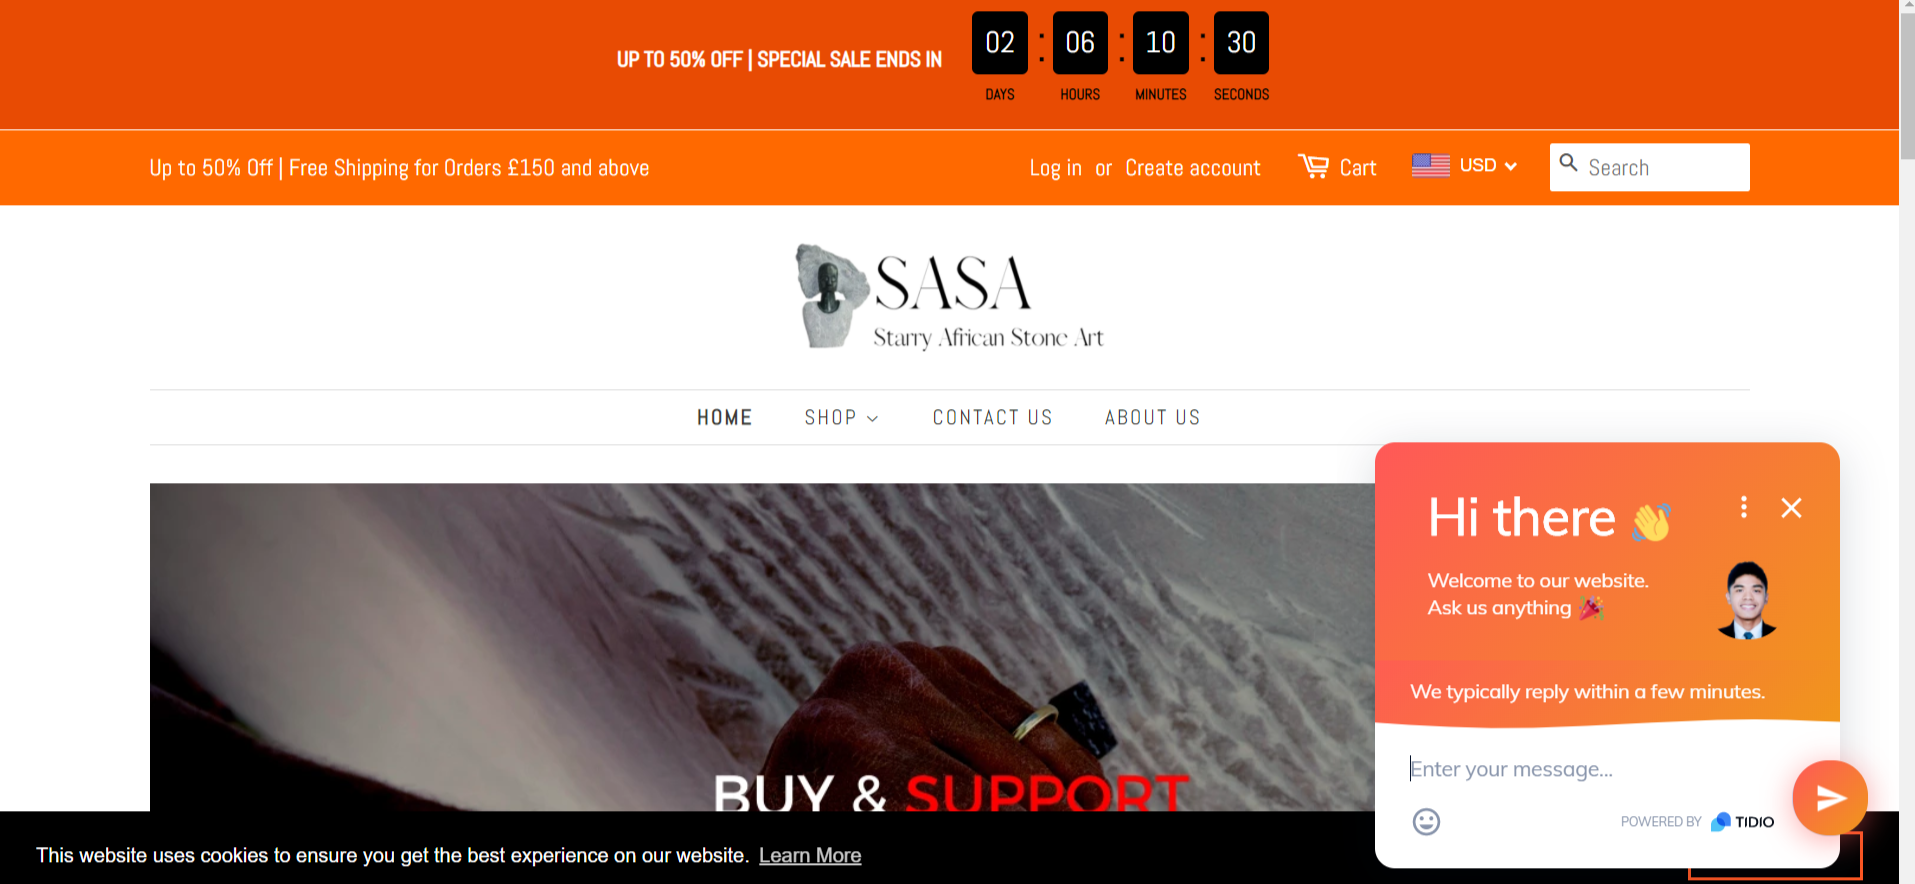 UP TO 50% OFF | SPECIAL SALE ENDS IN
02 : 06 : 10 : 30
DAYS HOURS MINUTES SECONDS
Up to 50% Off | Free Shipping for Orders £150 and above
Log in or Create account Cart USD Search
SASA
Starry African Stone Art
HOME SHOP CONTACT US ABOUT US
Hi there 👋
Welcome to our website.
Ask us anything 🎉
We typically reply within a few minutes.
Enter your message...
POWERED BY TIDIO
BUY & SUPPORT
This website uses cookies to ensure you get the best experience on our website. Learn More